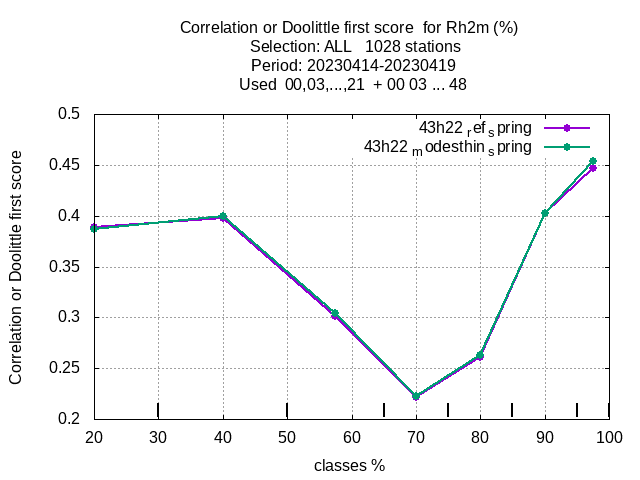 Correlation or Doolittle first score  for Rh2m (%)
Selection: ALL   1028 stations
Period: 20230414-20230419
Used  00,03,...,21  + 00 03 ... 48
43h22 ref spring
43h22 modesthin spring
Correlation or Doolittle first score
0.5
0.45
0.4
0.35
0.3
0.25
0.2
20 30 40 50 60 70 80 90 100
classes %